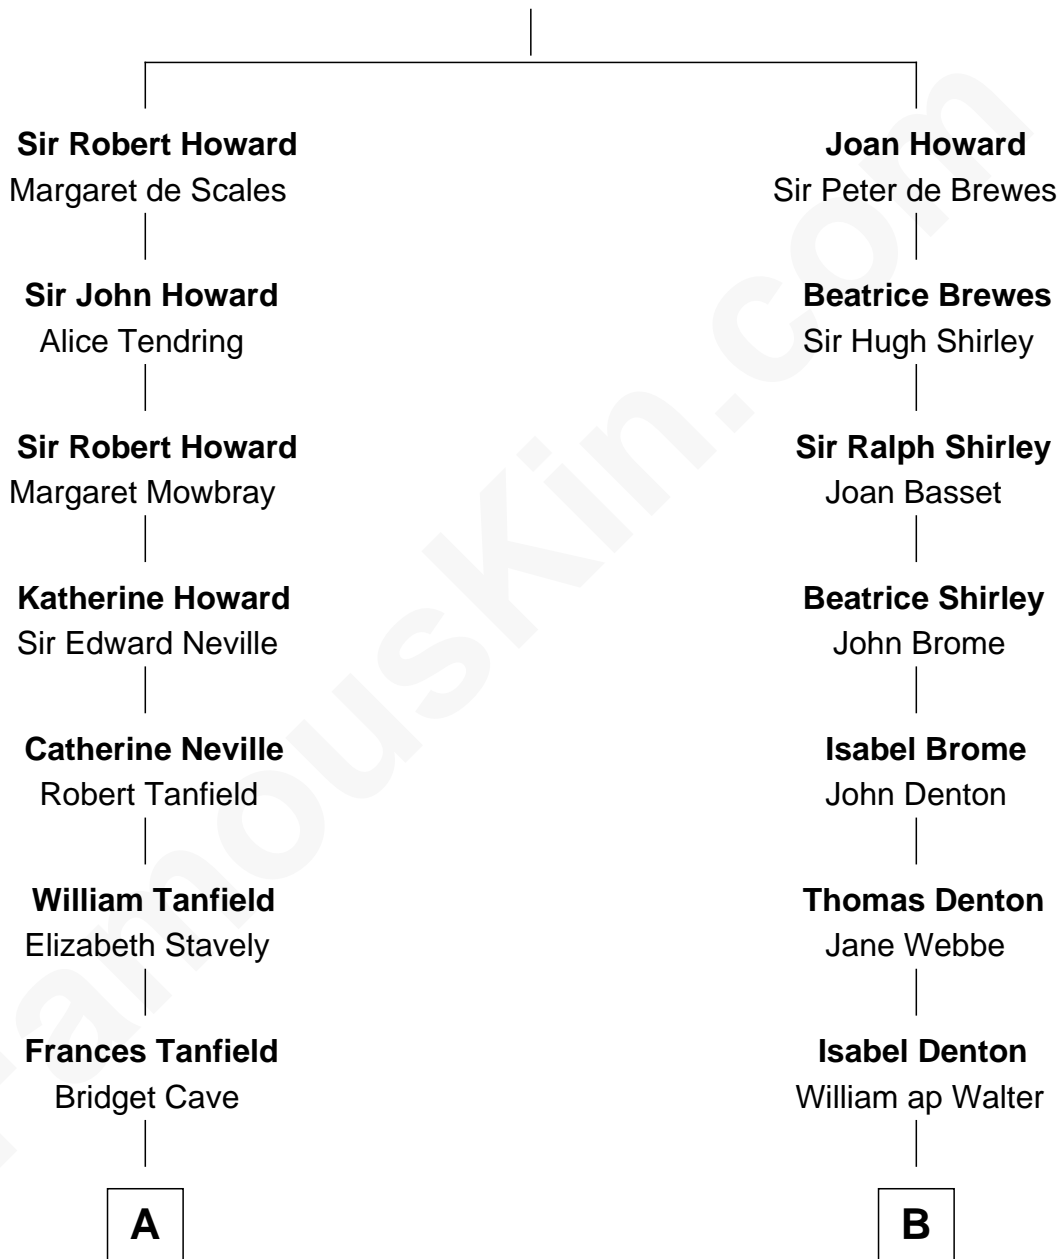 Sir Robert Howard
Margaret de Scales
Sir John Howard
Alice Tendring
Sir Robert Howard
Margaret Mowbray
Katherine Howard
Sir Edward Neville
Catherine Neville
Robert Tanfield
William Tanfield
Elizabeth Stavely
Frances Tanfield
Bridget Cave
A
Joan Howard
Sir Peter de Brewes
Beatrice Brewes
Sir Hugh Shirley
Sir Ralph Shirley
Joan Basset
Beatrice Shirley
John Brome
Isabel Brome
John Denton
Thomas Denton
Jane Webbe
Isabel Denton
William ap Walter
B
FamousKin.com